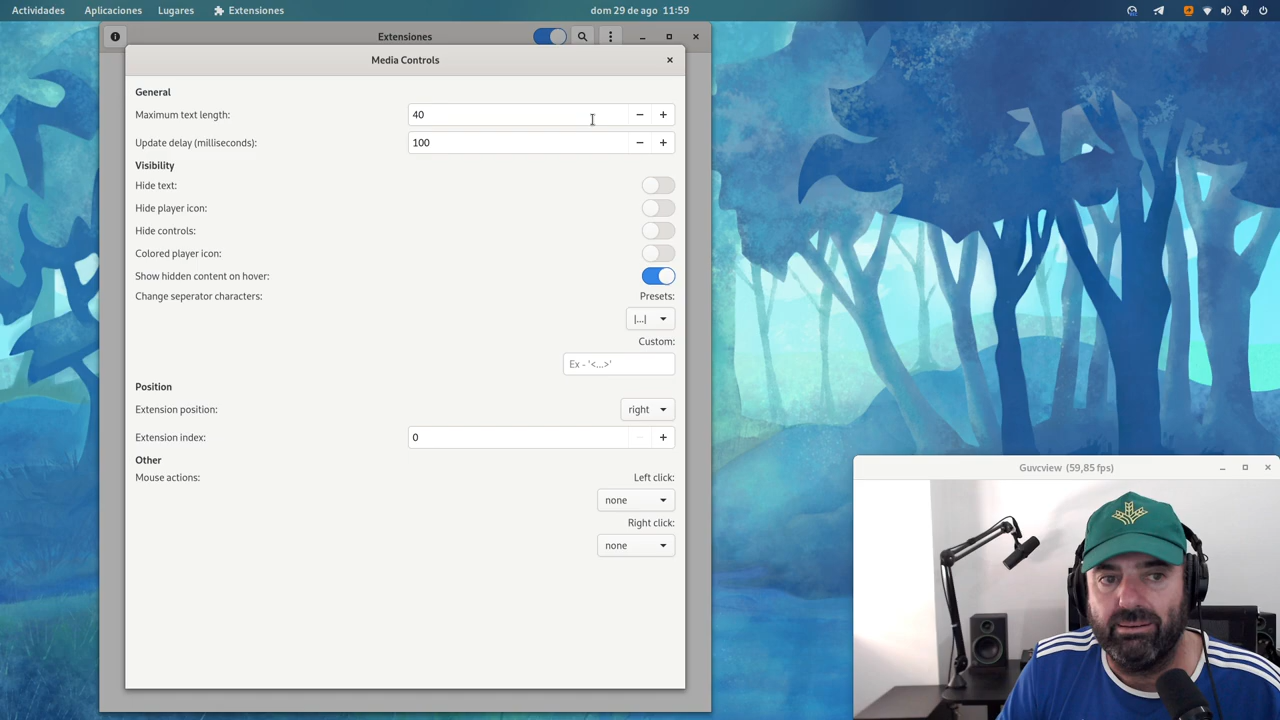 Actividades Aplicaciones Lugares Extensiones dom 29 de ago 11:59
Extensiones
Media Controls
General
Maximum text length: 40
Update delay (milliseconds): 100
Visibility
Hide text:
Hide player icon:
Hide controls:
Colored player icon:
Show hidden content on hover:
Change seperator characters: Presets:
|...|
Custom:
Ex - '<...>'
Position
Extension position: right
Extension index: 0
Other
Mouse actions: Left click:
none
Right click:
none
Guvcview (59,85 fps)